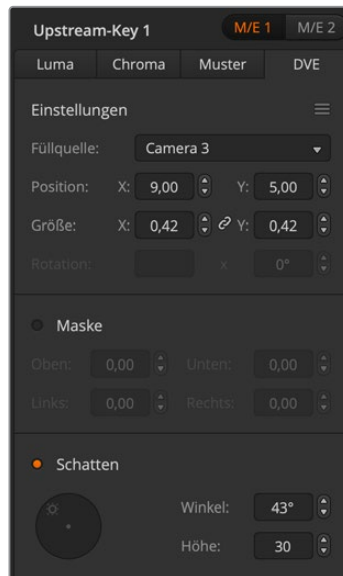 Upstream-Key 1 M/E 1 M/E 2
Luma Chroma Muster DVE
Einstellungen
Füllquelle: Camera 3
Position: X: 9,00 Y: 5,00
Größe: X: 0,42 Y: 0,42
Rotation: x 0°
Maske
Oben: 0,00 Unten: 0,00
Links: 0,00 Rechts: 0,00
Schatten
Winkel: 43°
Höhe: 30